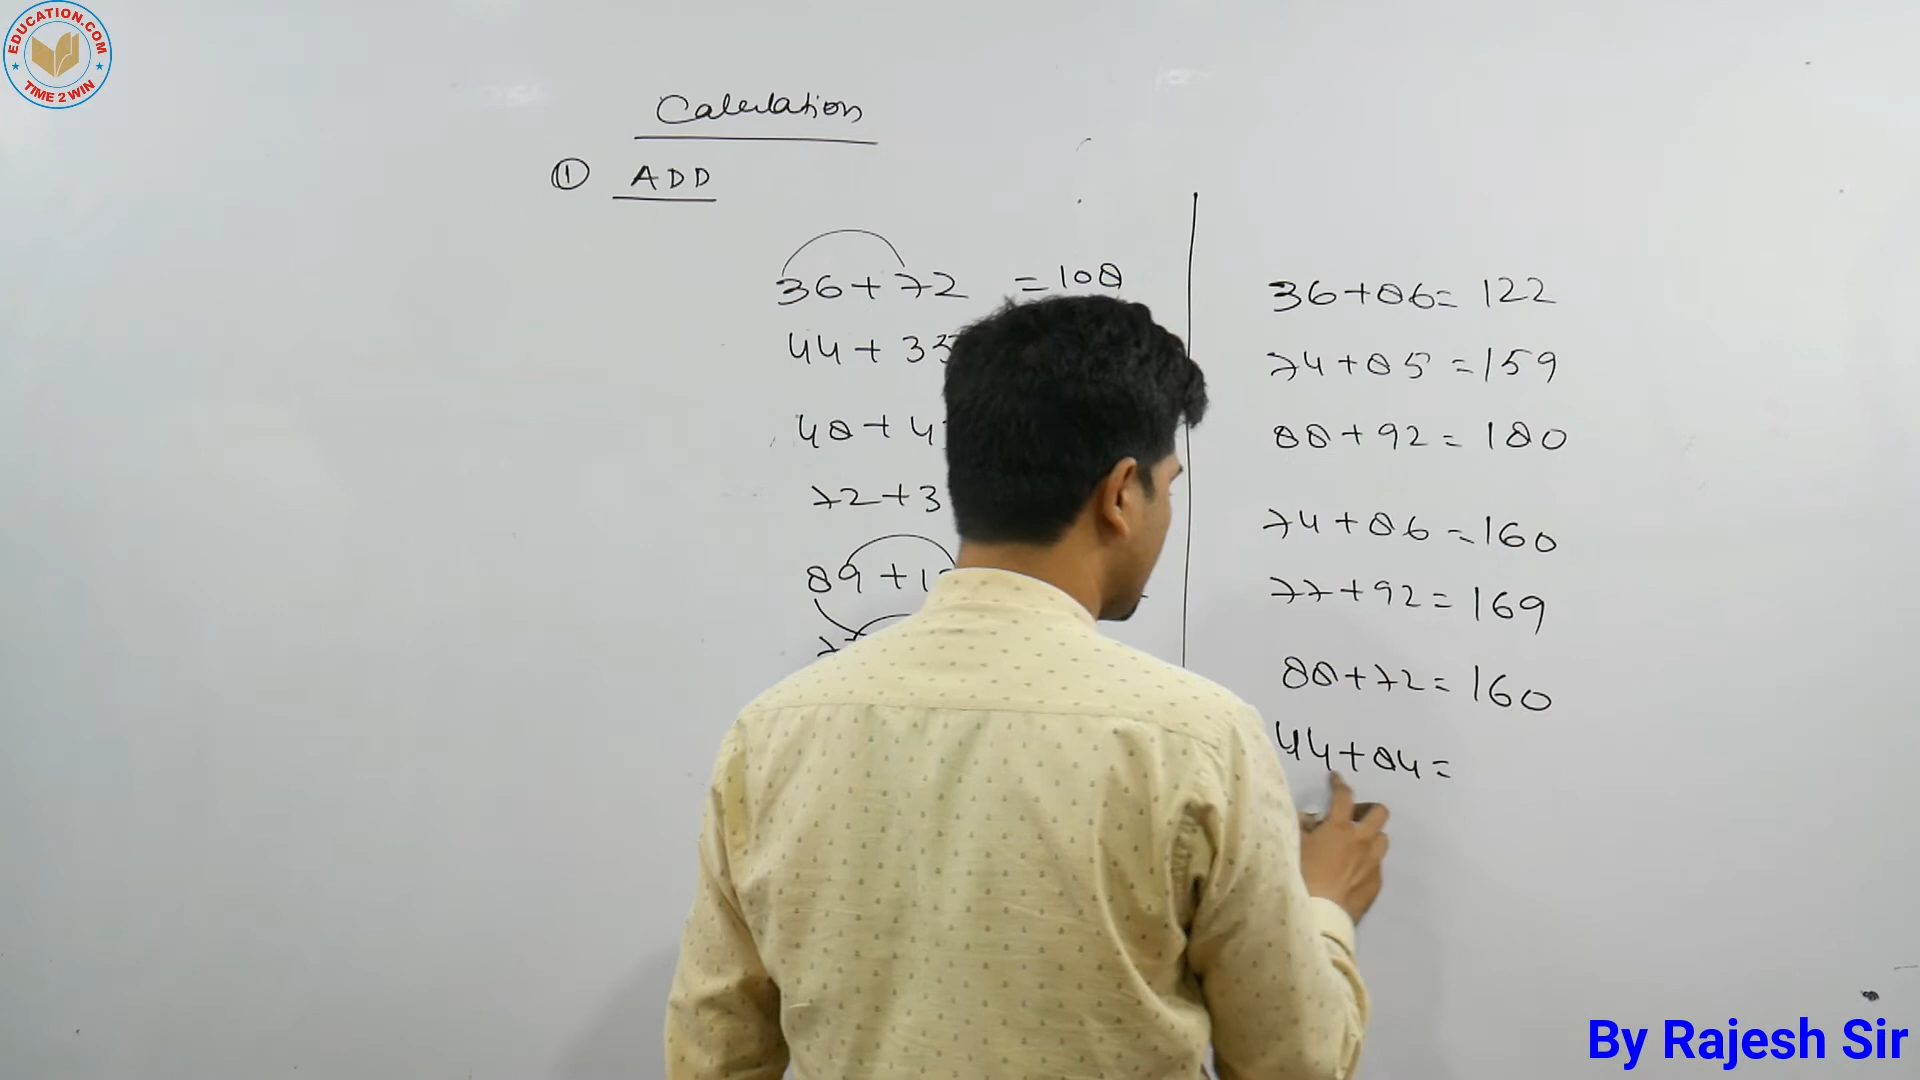 EDUCATION.COM
TIME 2 WIN
Calculation
① ADD
36+72 =108
44+33
48+4
72+3
89+1
36+86= 122
74+85 =159
88+92= 180
74+86 =160
77+92= 169
88+72= 160
44+84=
By Rajesh Sir